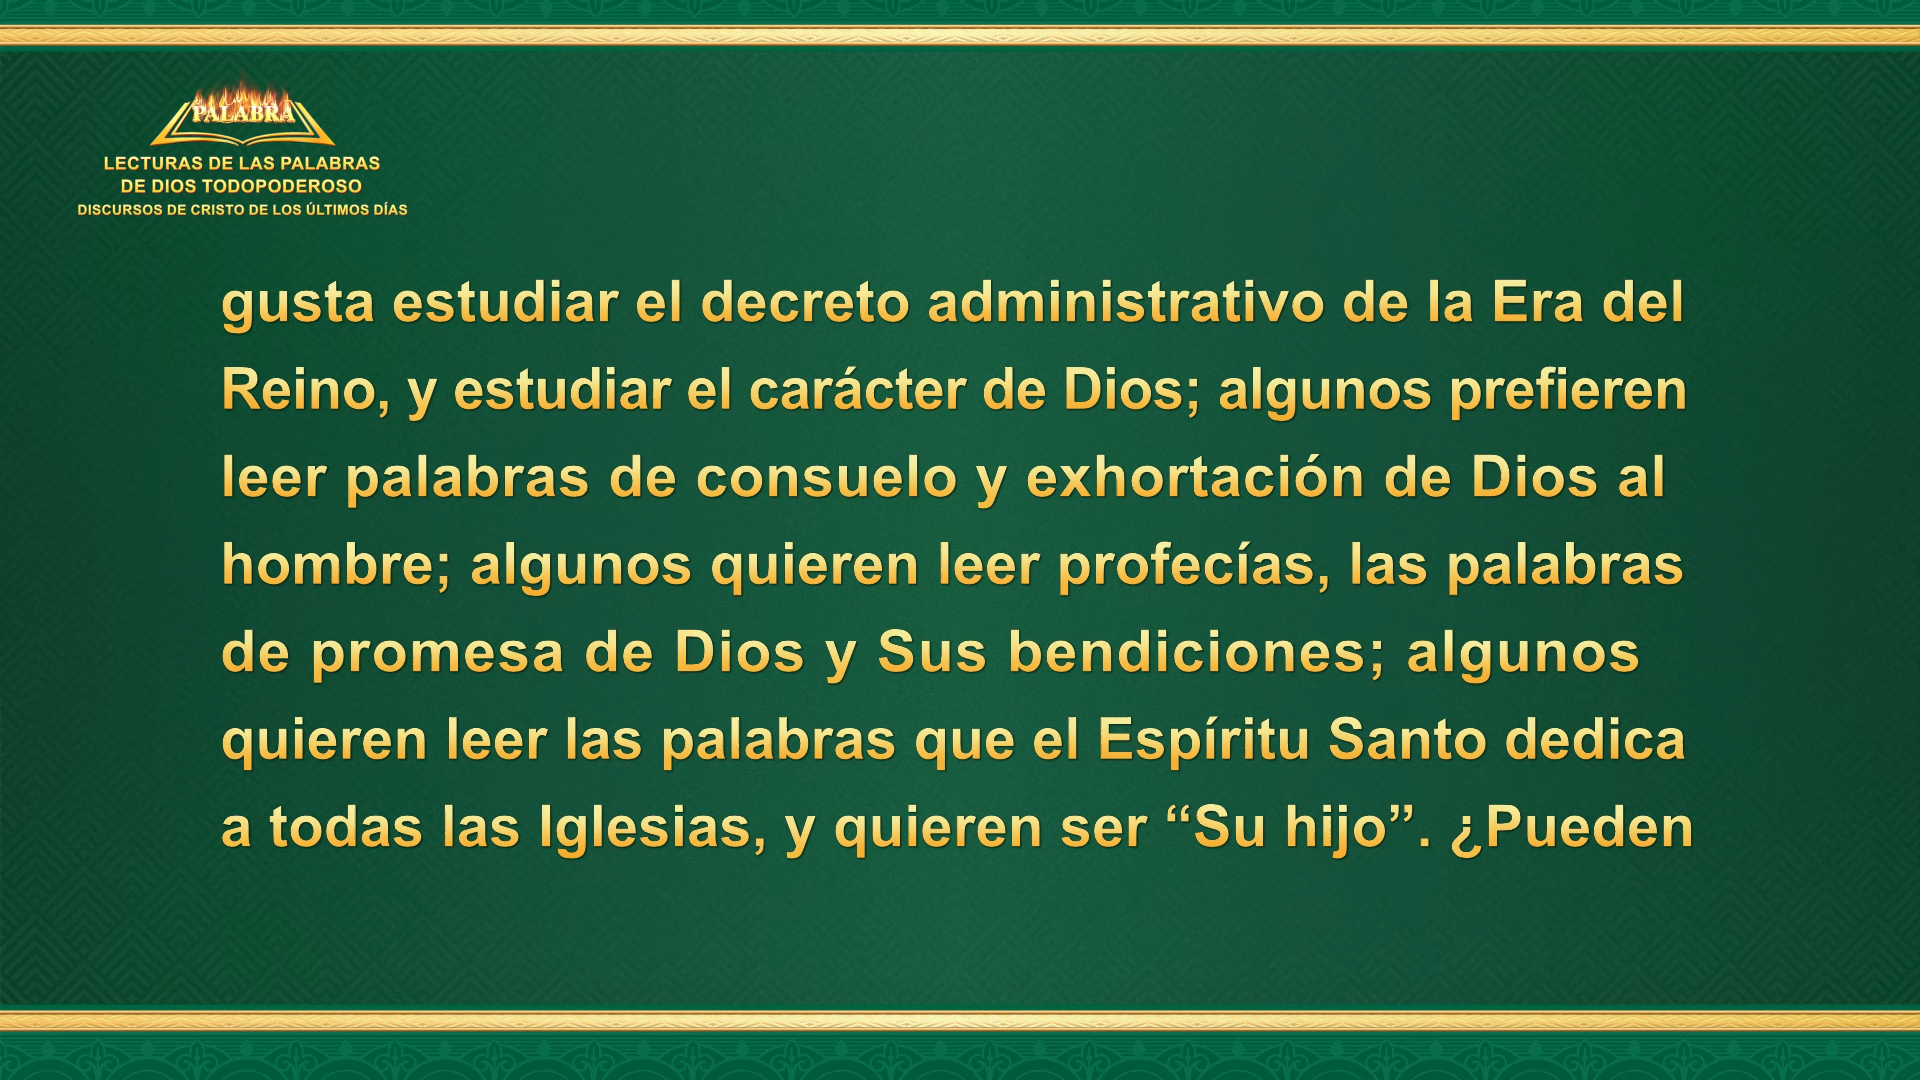 PALABRA
LECTURAS DE LAS PALABRAS
DE DIOS TODOPODEROSO
DISCURSOS DE CRISTO DE LOS ÚLTIMOS DÍAS
gusta estudiar el decreto administrativo de la Era del
Reino, y estudiar el carácter de Dios; algunos prefieren
leer palabras de consuelo y exhortación de Dios al
hombre; algunos quieren leer profecías, las palabras
de promesa de Dios y Sus bendiciones; algunos
quieren leer las palabras que el Espíritu Santo dedica
a todas las Iglesias, y quieren ser “Su hijo”. ¿Pueden